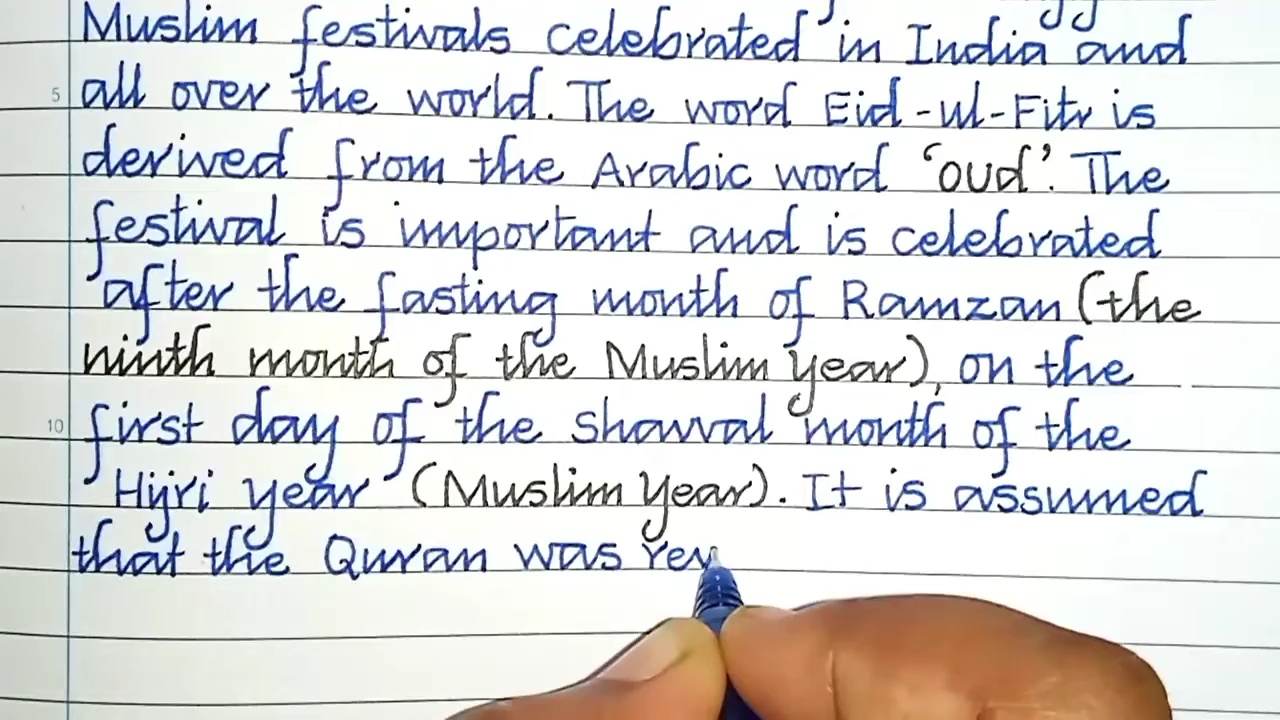 Muslim festivals celebrated in India and
5 all over the world. The word Eid-ul-Fitr is
derived from the Arabic word 'oud'. The
festival is important and is celebrated
after the fasting month of Ramzan (the
ninth month of the Muslim Year), on the
10 first day of the Shawal month of the
Hijri year (Muslim Year). It is assumed
that the Quran was rev